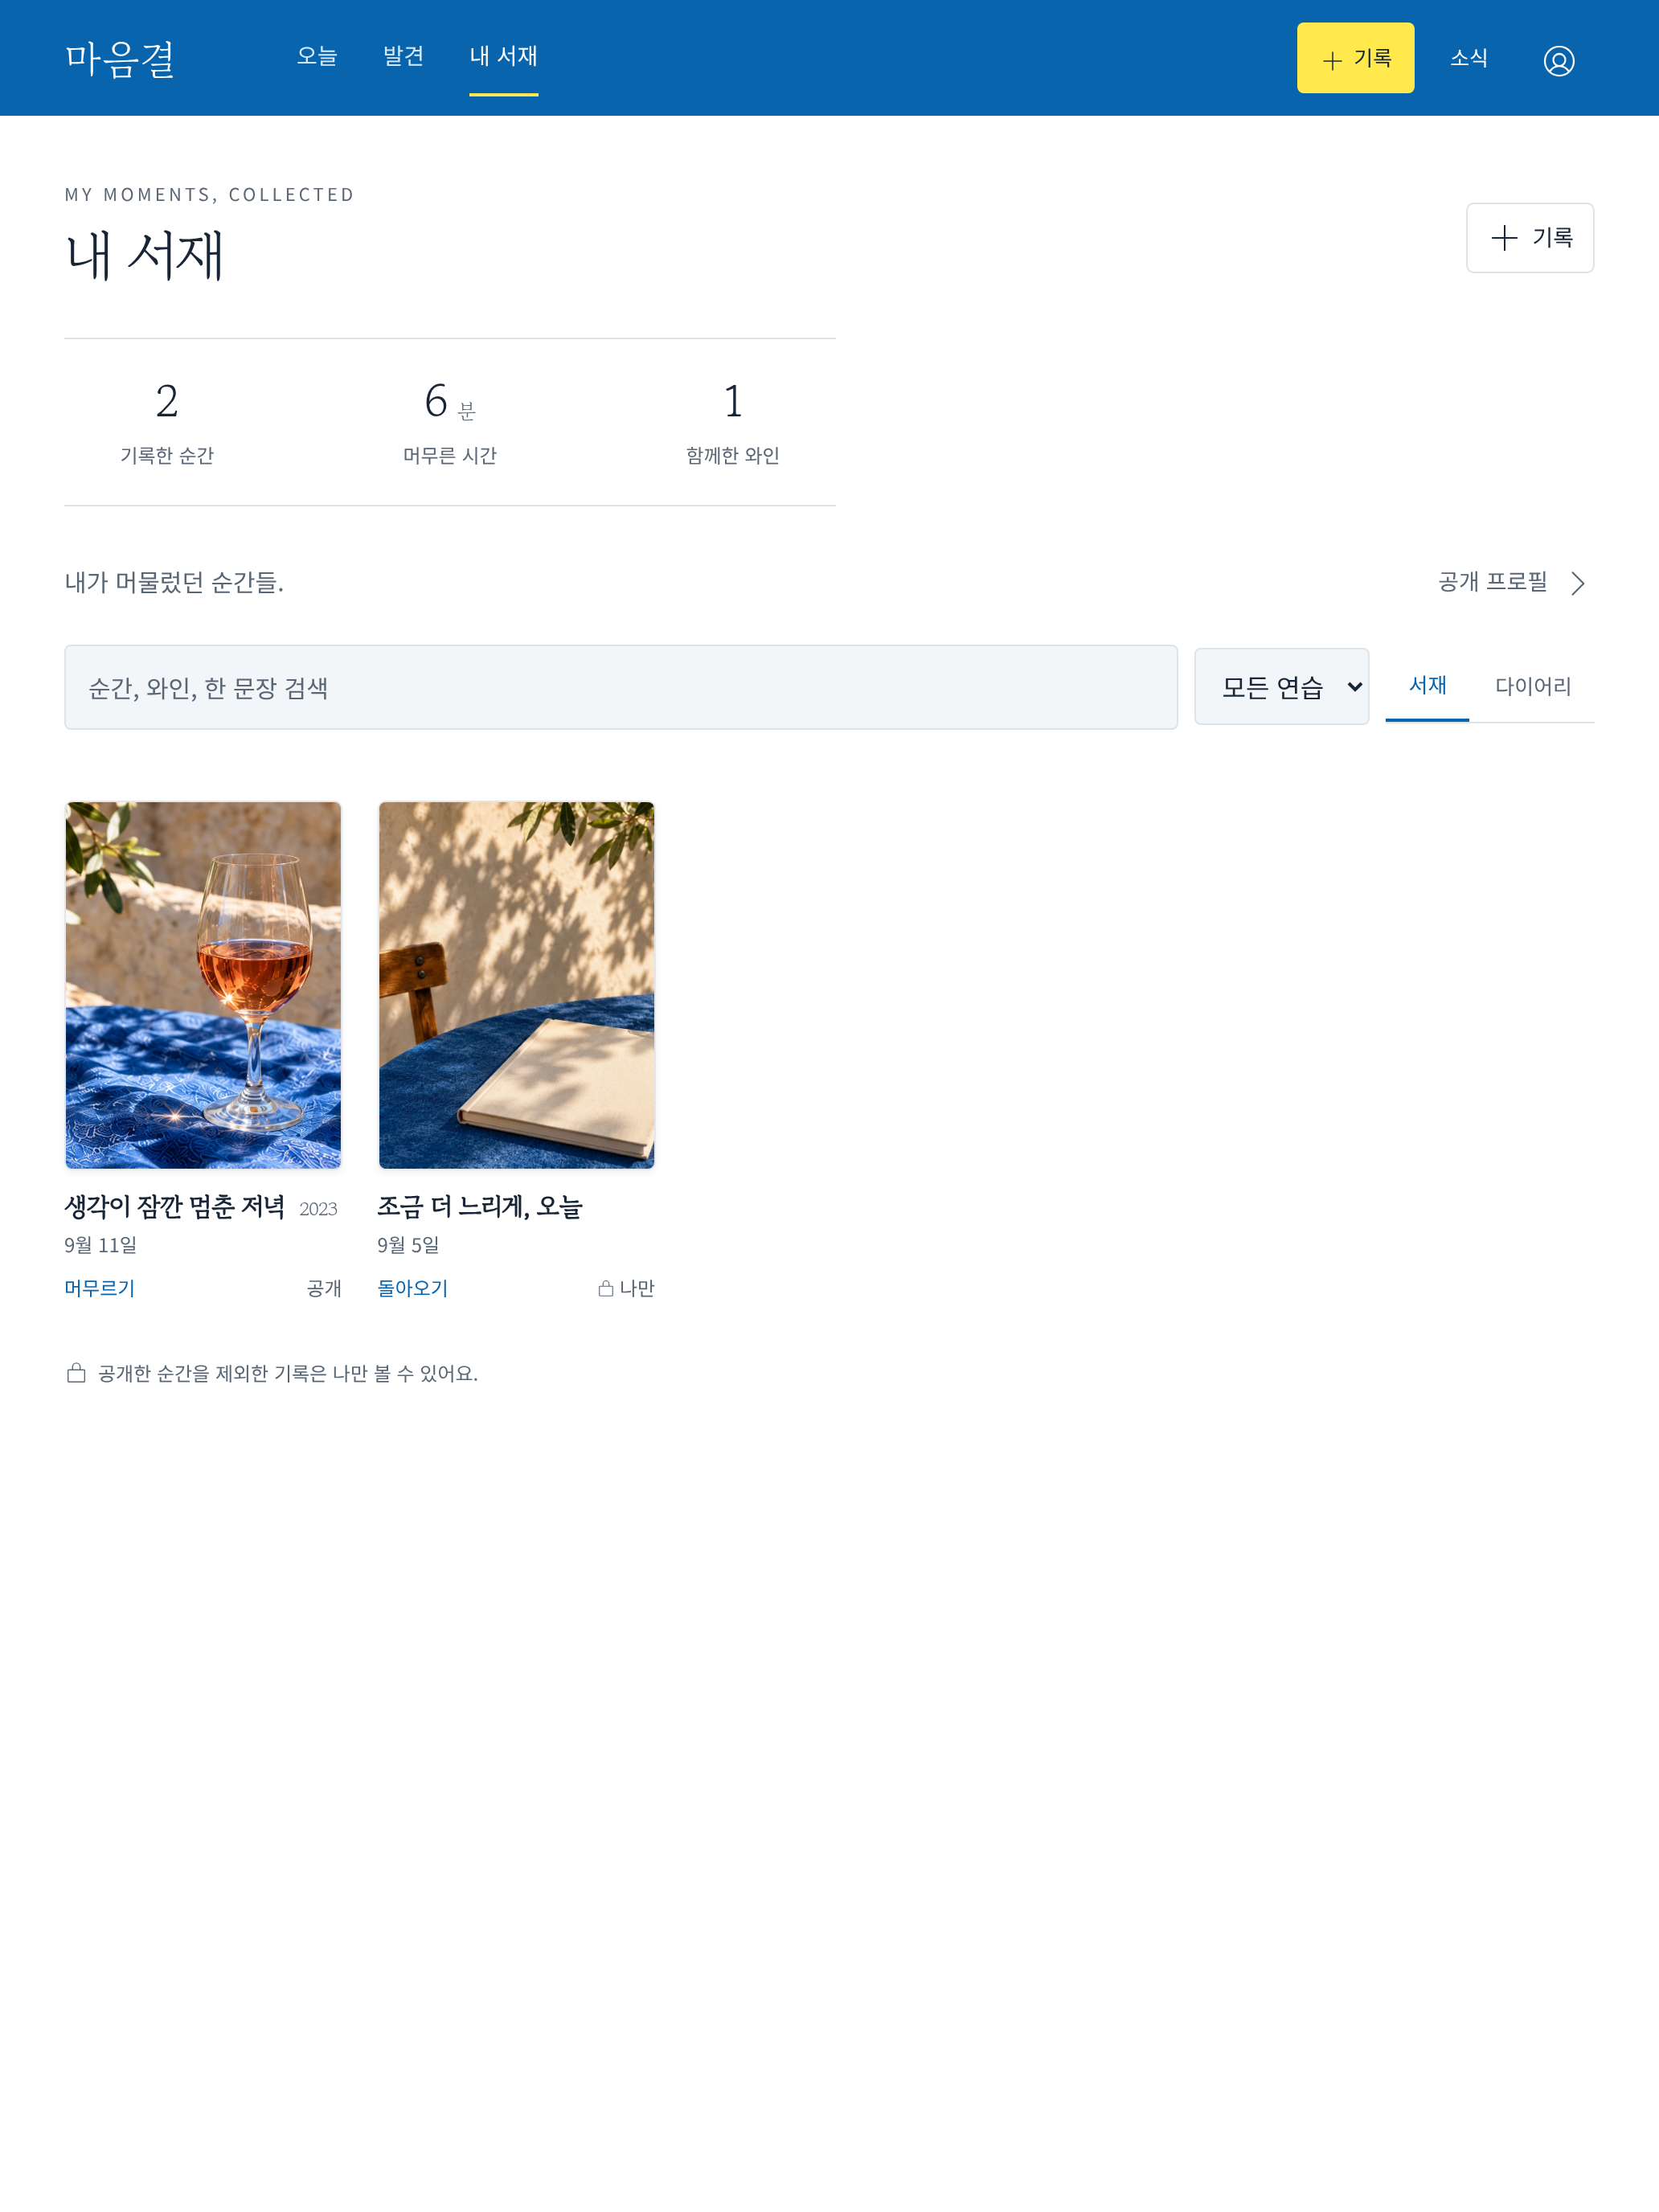 마음결
오늘 발견 내 서재
기록 소식
MY MOMENTS, COLLECTED
내 서재
기록
2 6 분 1
기록한 순간 머무른 시간 함께한 와인
내가 머물렀던 순간들.
공개 프로필
순간, 와인, 한 문장 검색
모든 연습
서재 다이어리
생각이 잠깐 멈춘 저녁 2023
9월 11일
머무르기 공개
조금 더 느리게, 오늘
9월 5일
돌아오기 나만
공개한 순간을 제외한 기록은 나만 볼 수 있어요.